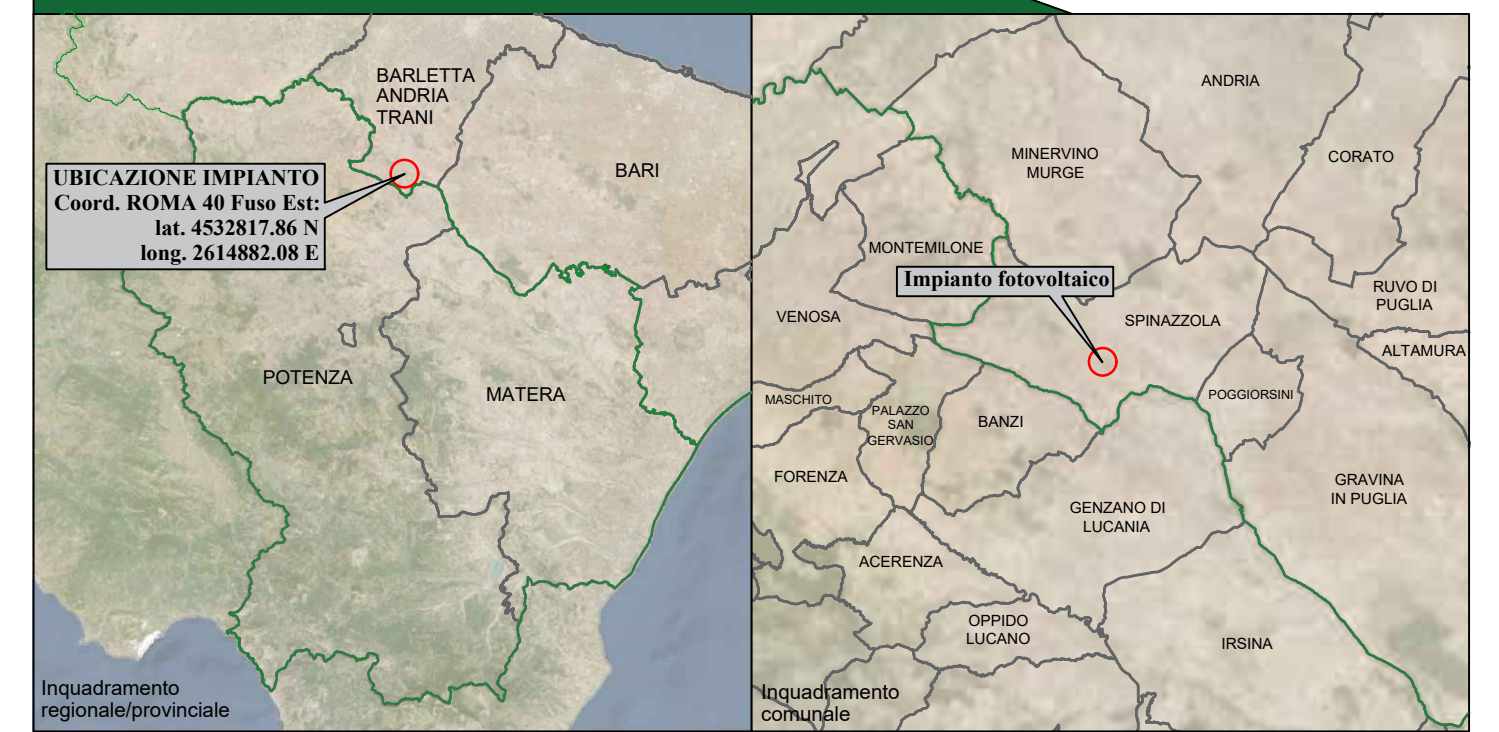 BARLETTA
ANDRIA
TRANI
BARI
UBICAZIONE IMPIANTO
Coord. ROMA 40 Fuso Est:
lat. 4532817.86 N
long. 2614882.08 E
POTENZA
MATERA
Inquadramento
regionale/provinciale
ANDRIA
MINERVINO
MURGE
CORATO
MONTEMILONE
Impianto fotovoltaico
RUVO DI
PUGLIA
VENOSA
SPINAZZOLA
ALTAMURA
MASCHITO
PALAZZO
SAN
GERVASIO
BANZI
POGGIORSINI
FORENZA
GRAVINA
IN PUGLIA
GENZANO DI
LUCANIA
ACERENZA
OPPIDO
LUCANO
IRSINA
Inquadramento
comunale